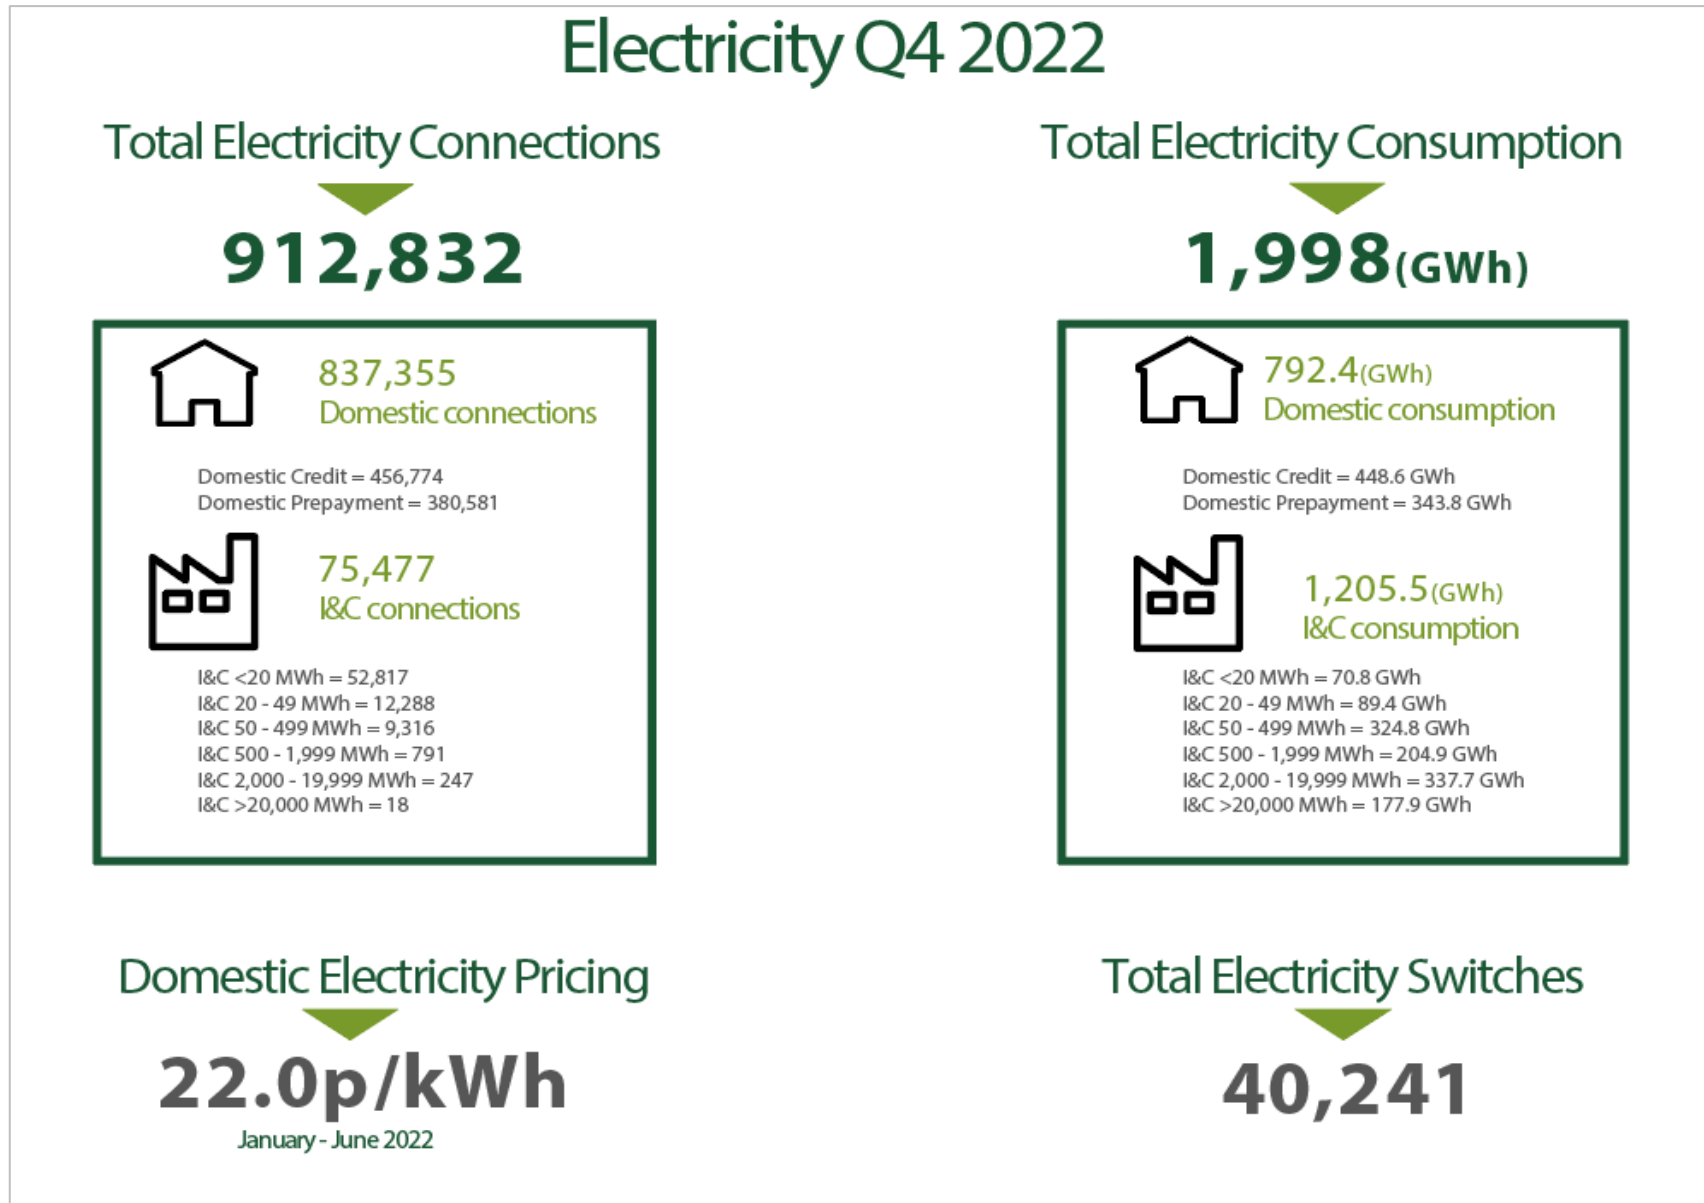 Electricity Q4 2022
Total Electricity Connections
912,832
837,355
Domestic connections
Domestic Credit = 456,774
Domestic Prepayment = 380,581
75,477
I&C connections
I&C <20 MWh = 52,817
I&C 20 - 49 MWh = 12,288
I&C 50 - 499 MWh = 9,316
I&C 500 - 1,999 MWh = 791
I&C 2,000 - 19,999 MWh = 247
I&C >20,000 MWh = 18
Total Electricity Consumption
1,998(GWh)
792.4(GWh)
Domestic consumption
Domestic Credit = 448.6 GWh
Domestic Prepayment = 343.8 GWh
1,205.5(GWh)
I&C consumption
I&C <20 MWh = 70.8 GWh
I&C 20 - 49 MWh = 89.4 GWh
I&C 50 - 499 MWh = 324.8 GWh
I&C 500 - 1,999 MWh = 204.9 GWh
I&C 2,000 - 19,999 MWh = 337.7 GWh
I&C >20,000 MWh = 177.9 GWh
Domestic Electricity Pricing
22.0p/kWh
January - June 2022
Total Electricity Switches
40,241